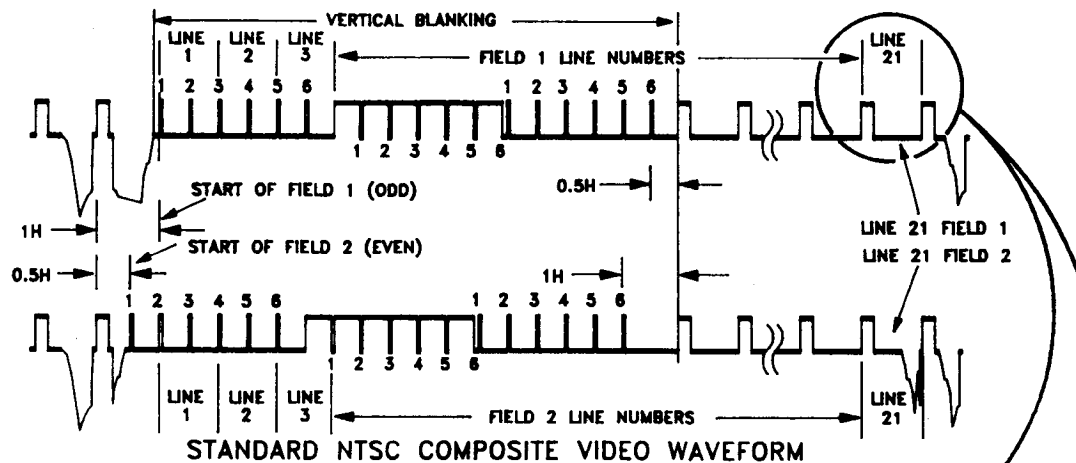 VERTICAL BLANKING
LINE 1
LINE 2
LINE 3
FIELD 1 LINE NUMBERS
LINE 21
1 2 3 4 5 6
1 2 3 4 5 6
1 2 3 4 5 6
START OF FIELD 1 (ODD)
0.5H
1H
START OF FIELD 2 (EVEN)
LINE 21 FIELD 1
LINE 21 FIELD 2
0.5H
1H
1 2 3 4 5 6
1 2 3 4 5 6
1 2 3 4 5 6
LINE 1
LINE 2
LINE 3
FIELD 2 LINE NUMBERS
LINE 21
STANDARD NTSC COMPOSITE VIDEO WAVEFORM